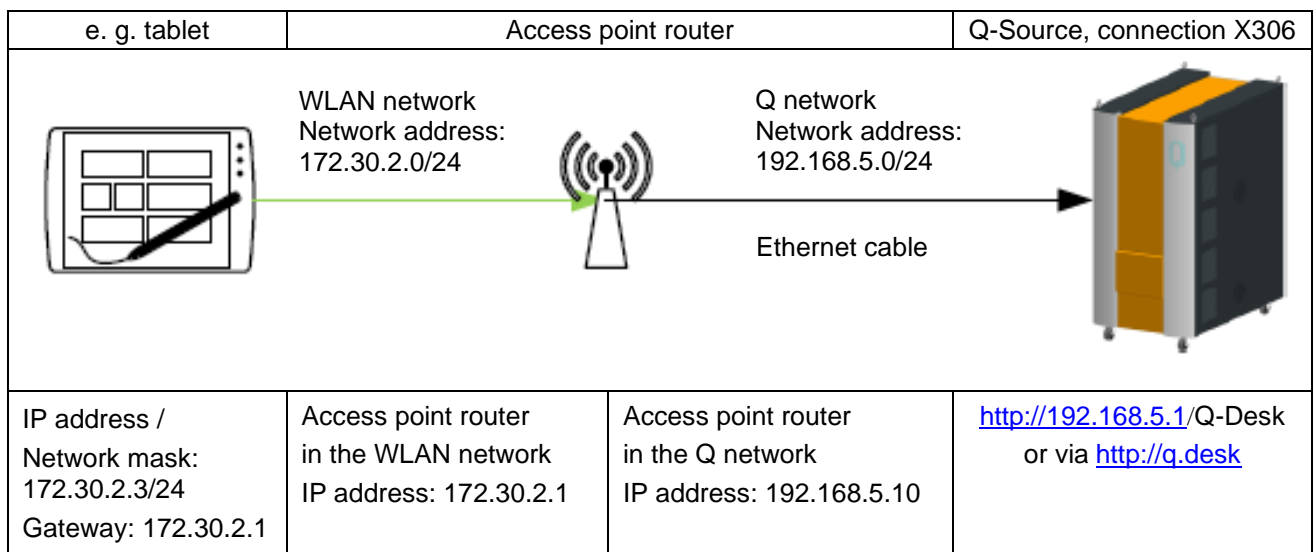 e. g. tablet
Access point router
Q-Source, connection X306
WLAN network
Network address:
172.30.2.0/24
Q network
Network address:
192.168.5.0/24
Ethernet cable
IP address /
Network mask:
172.30.2.3/24
Gateway: 172.30.2.1
Access point router
in the WLAN network
IP address: 172.30.2.1
Access point router
in the Q network
IP address: 192.168.5.10
http://192.168.5.1/Q-Desk
or via http://q.desk